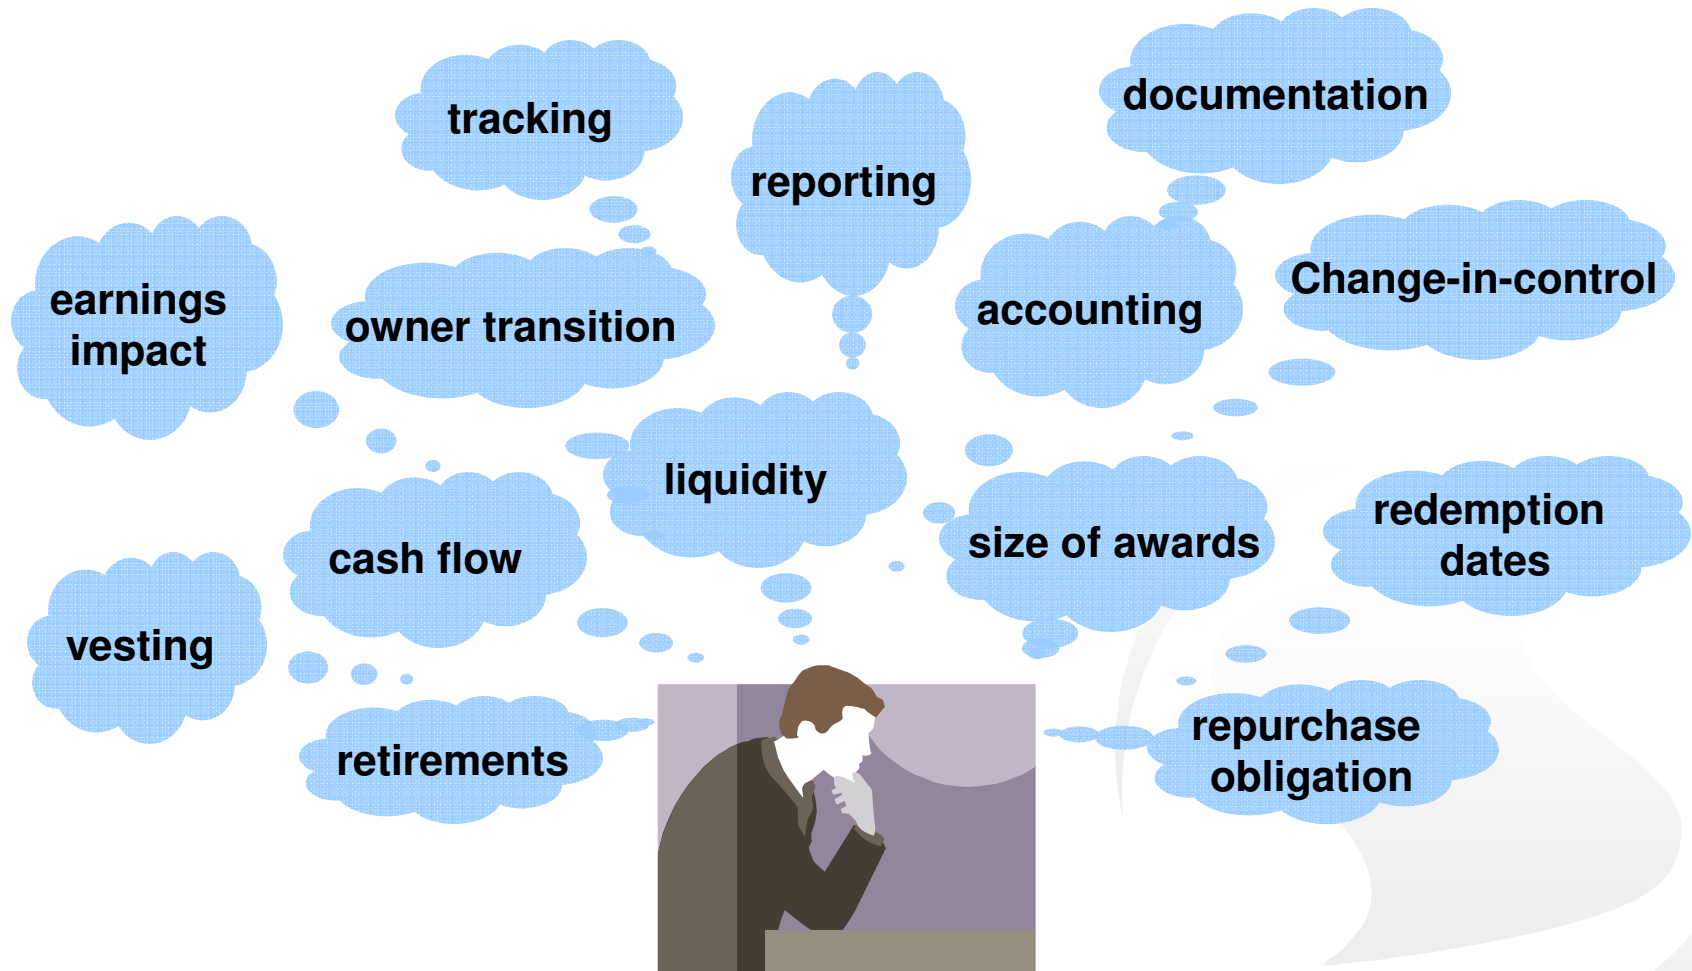 documentation
tracking
reporting
Change-in-control
earnings
impact
accounting
owner transition
liquidity
redemption
dates
size of awards
cash flow
vesting
repurchase
obligation
retirements